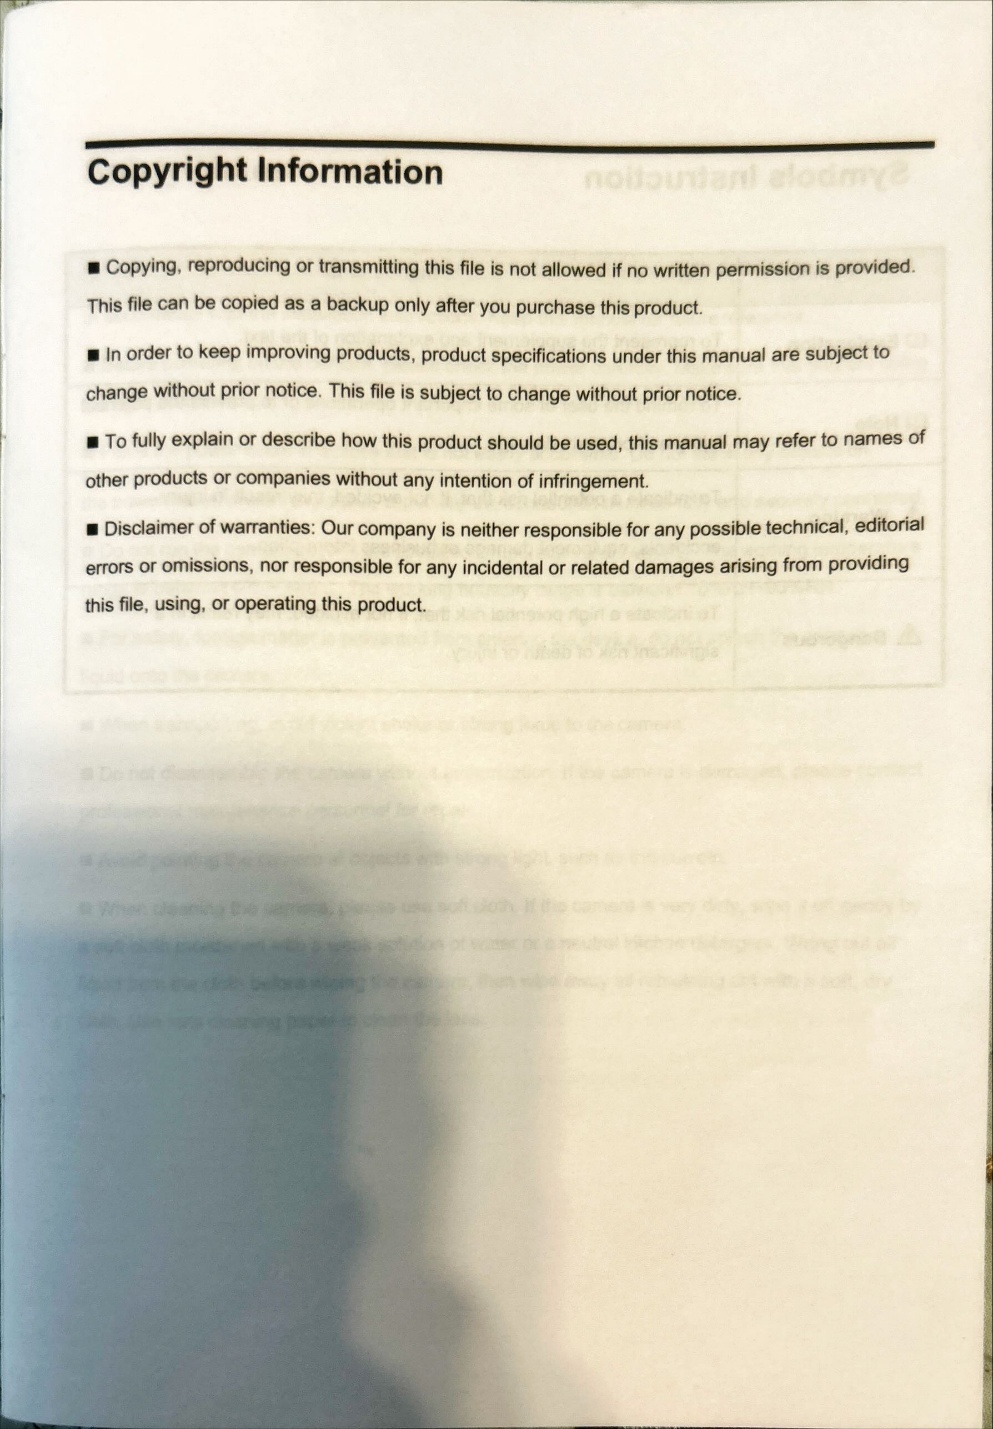 Copyright Information
■ Copying, reproducing or transmitting this file is not allowed if no written permission is provided.
This file can be copied as a backup only after you purchase this product.
■ In order to keep improving products, product specifications under this manual are subject to
change without prior notice. This file is subject to change without prior notice.
■ To fully explain or describe how this product should be used, this manual may refer to names of
other products or companies without any intention of infringement.
■ Disclaimer of warranties: Our company is neither responsible for any possible technical, editorial
errors or omissions, nor responsible for any incidental or related damages arising from providing
this file, using, or operating this product.